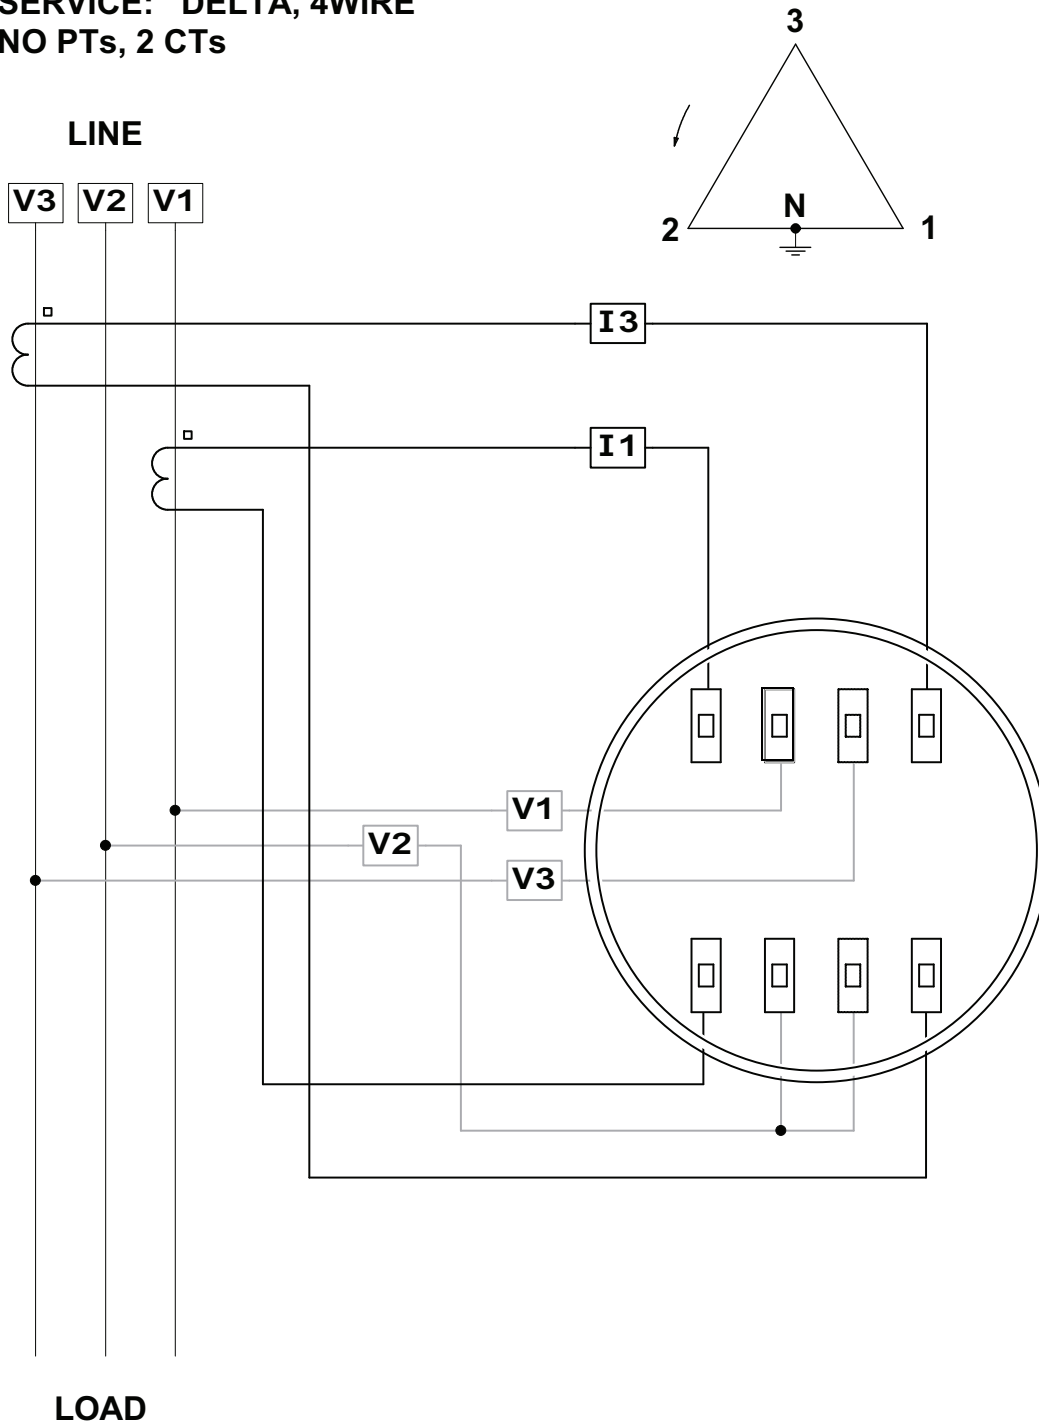 SERVICE: DELTA, 4WIRE
NO PTs, 2 CTs
3
LINE
V3 V2 V1
N
2 1
I3
I1
V1
V2
V3
LOAD